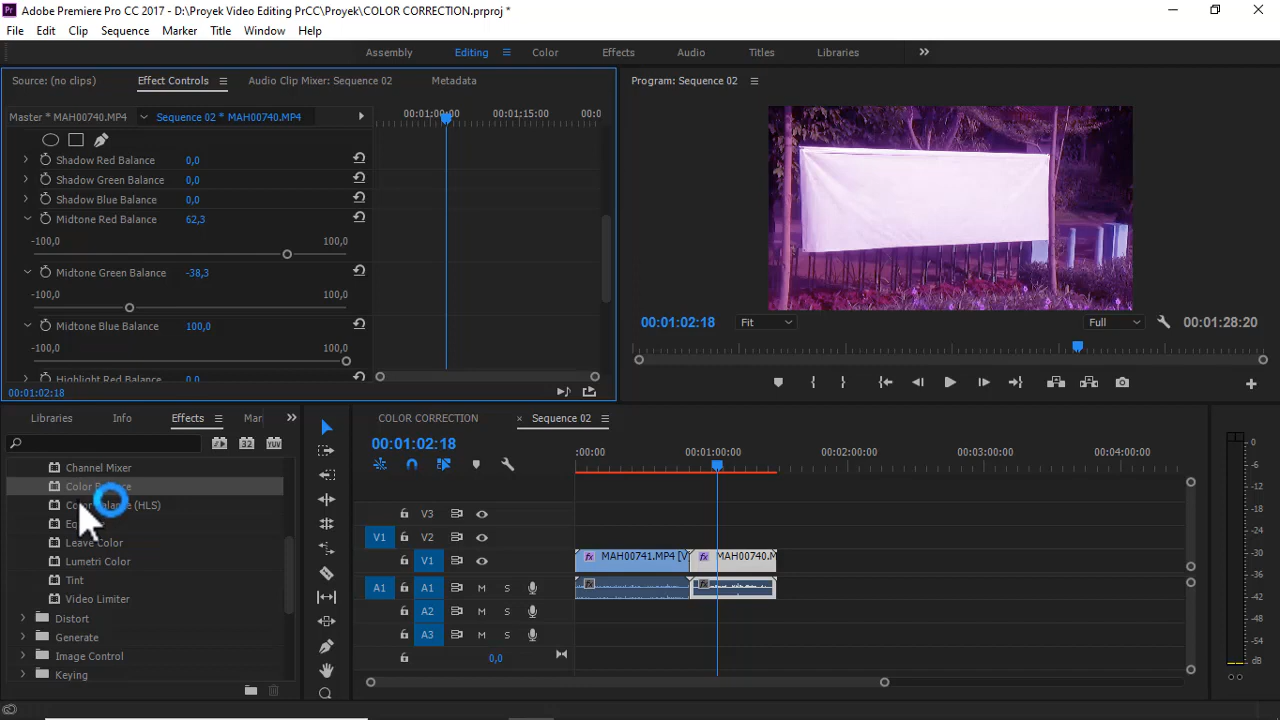 Adobe Premiere Pro CC 2017 - D:\Proyek Video Editing PrCC\Proyek\COLOR CORRECTION.prproj *
File Edit Clip Sequence Marker Title Window Help
Assembly Editing Color Effects Audio Titles Libraries
Source: (no clips) Effect Controls Audio Clip Mixer: Sequence 02 Metadata
Program: Sequence 02
Master * MAH00740.MP4 Sequence 02 * MAH00740.MP4
00:01:00:00 00:01:15:00 00:0
Shadow Red Balance 0,0
Shadow Green Balance 0,0
Shadow Blue Balance 0,0
Midtone Red Balance 62,3
-100,0 100,0
Midtone Green Balance -38,3
-100,0 100,0
Midtone Blue Balance 100,0
-100,0 100,0
Highlight Red Balance 0,0
00:01:02:18
00:01:02:18 Fit Full 00:01:28:20
Libraries Info Effects Mar
Channel Mixer
Color Balance (HLS)
Leave Color
Lumetri Color
Tint
Video Limiter
Distort
Generate
Image Control
Keying
COLOR CORRECTION × Sequence 02
00:01:02:18
:00:00 00:01:00:00 00:02:00:00 00:03:00:00 00:04:00:00
V3
V1 V2
V1 fx MAH00741.MP4 [V fx MAH00740.M
A1 A1 M S
A2 M S
A3 M S
0,0
0
-6
-12
-18
-24
-30
-36
-42
-48
-54
dB